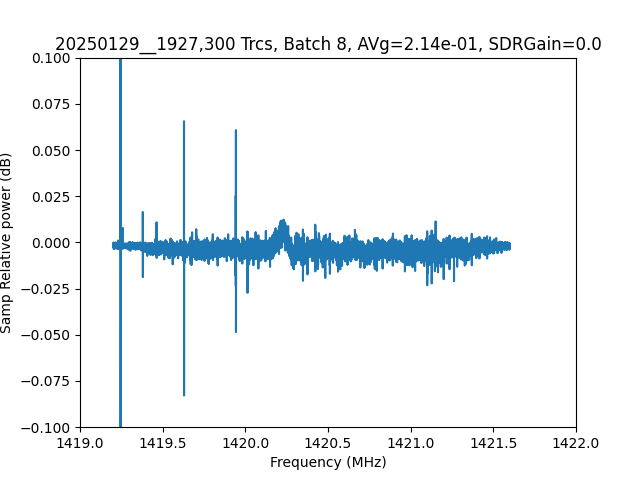 20250129__1927,300 Trcs, Batch 8, AVg=2.14e-01, SDRGain=0.0
0.100
0.075
0.050
0.025
0.000
−0.025
−0.050
−0.075
−0.100
Samp Relative power (dB)
1419.0 1419.5 1420.0 1420.5 1421.0 1421.5 1422.0
Frequency (MHz)